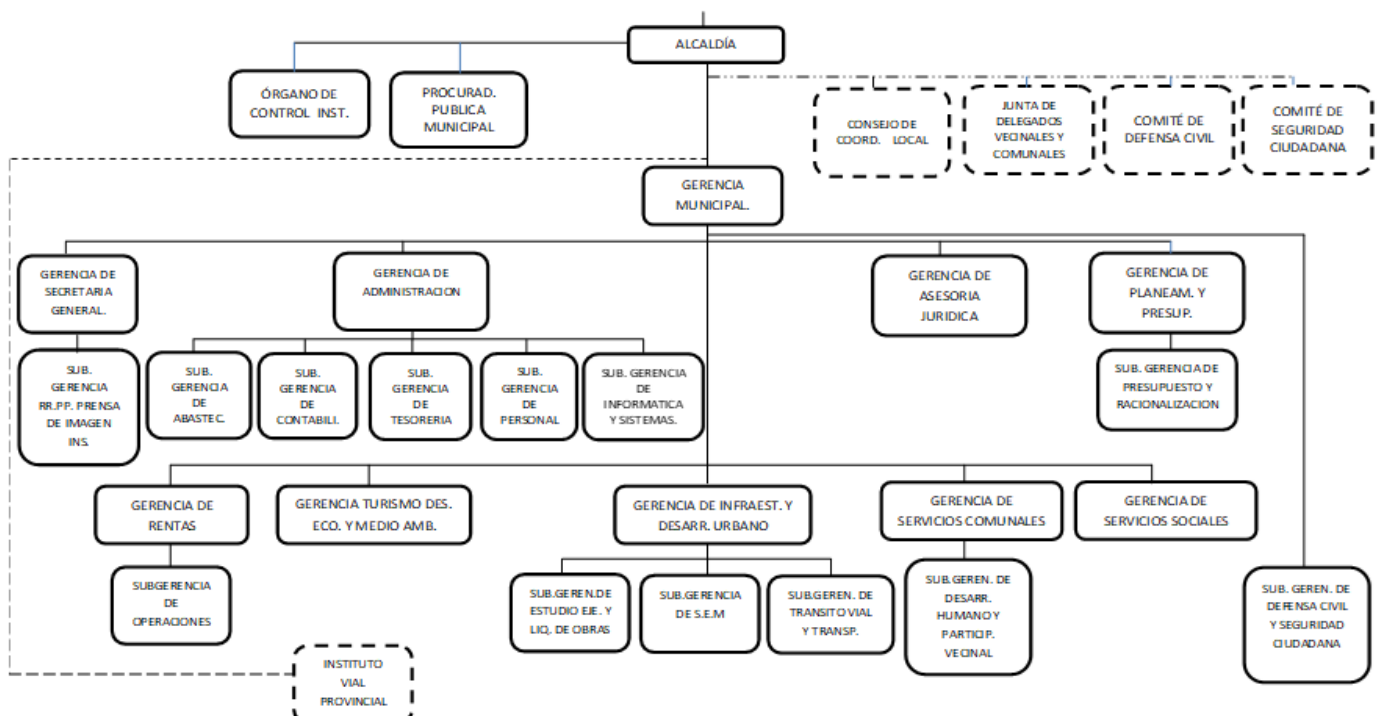 ALCALDÍA
ÓRGANO DE
CONTROL INST.
PROCURAD.
PUBLICA
MUNICIPAL
CONSEJO DE
COORD. LOCAL
JUNTA DE
DELEGADOS
VECINALES Y
COMUNALES
COMITÉ DE
DEFENSA CIVIL
COMITÉ DE
SEGURIDAD
CIUDADANA
GERENCIA
MUNICIPAL.
GERENCIA DE
SECRETARIA
GENERAL.
GERENCIA DE
ADMINISTRACION
GERENCIA DE
ASESORIA
JURIDICA
GERENCIA DE
PLANEAM. Y
PRESUP.
SUB.
GERENCIA
RR.PP. PRENSA
DE IMAGEN
INS.
SUB.
GERENCIA
DE
ABASTEC.
SUB.
GERENCIA
DE
CONTABILI.
SUB.
GERENCIA
DE
TESORERIA
SUB.
GERENCIA
DE
PERSONAL
SUB. GERENCIA
DE
INFORMATICA
Y SISTEMAS.
SUB. GERENCIA DE
PRESUPUESTO Y
RACIONALIZACION
GERENCIA DE
RENTAS
GERENCIA TURISMO DES.
ECO. Y MEDIO AMB.
GERENCIA DE INFRAEST. Y
DESARR. URBANO
GERENCIA DE
SERVICIOS COMUNALES
GERENCIA DE
SERVICIOS SOCIALES
SUBGERENCIA
DE
OPERACIONES
SUB.GEREN.DE
ESTUDIO EJE. Y
LIQ. DE OBRAS
SUB.GERENCIA
DE S.E.M
SUB.GEREN. DE
TRANSITO VIAL
Y TRANSP.
SUB.GEREN. DE
DESARR.
HUMANO Y
PARTICIP.
VECINAL
SUB. GEREN. DE
DEFENSA CIVIL
Y SEGURIDAD
CIUDADANA
INSTITUTO
VIAL
PROVINCIAL